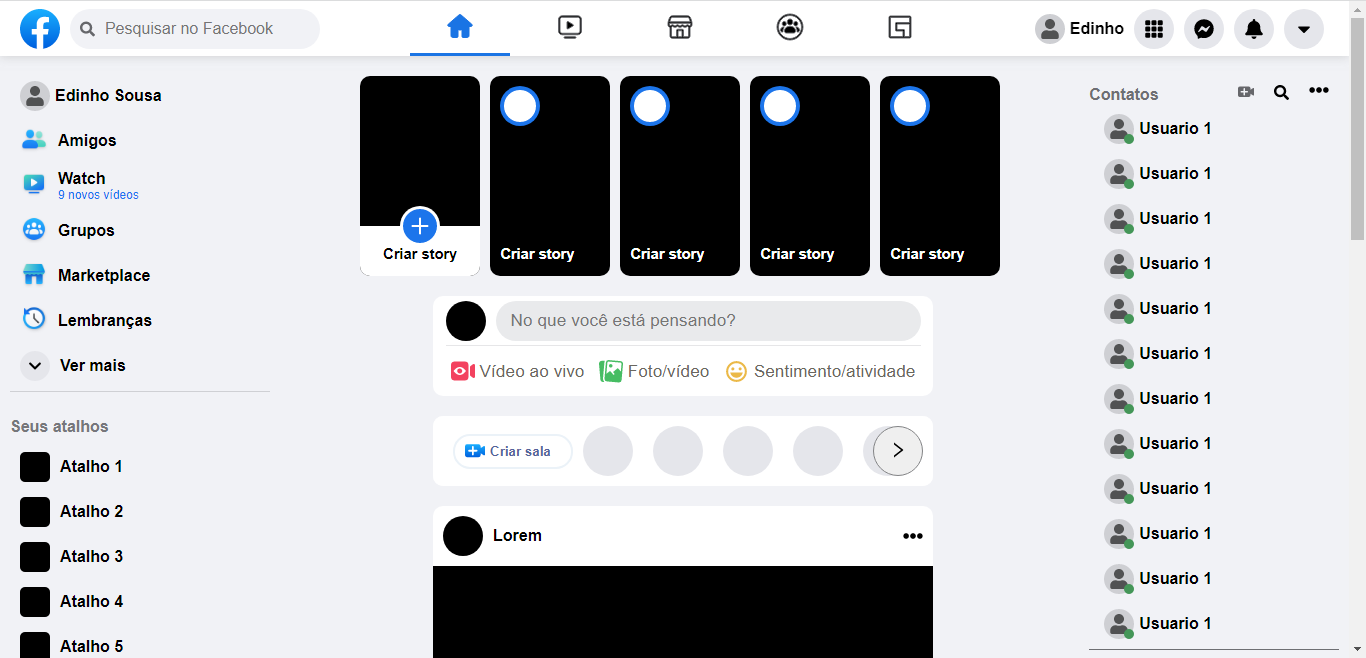 Pesquisar no Facebook
Edinho
Edinho Sousa
Amigos
Watch
9 novos vídeos
Grupos
Marketplace
Lembranças
Ver mais
Seus atalhos
Atalho 1
Atalho 2
Atalho 3
Atalho 4
Atalho 5
Criar story
Criar story
Criar story
Criar story
Criar story
No que você está pensando?
Vídeo ao vivo Foto/vídeo Sentimento/atividade
Criar sala
Lorem
Contatos
Usuario 1
Usuario 1
Usuario 1
Usuario 1
Usuario 1
Usuario 1
Usuario 1
Usuario 1
Usuario 1
Usuario 1
Usuario 1
Usuario 1